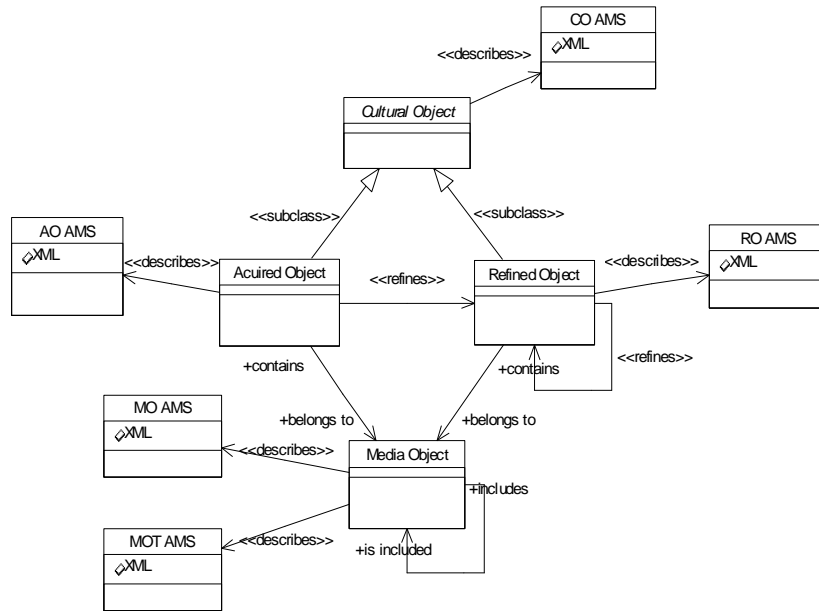 CO AMS
XML
<<describes>>
Cultural Object
<<subclass>>
<<subclass>>
AO AMS
XML
<<describes>>
Acuired Object
<<refines>>
Refined Object
<<describes>>
RO AMS
XML
+contains
+contains
<<refines>>
MO AMS
XML
+belongs to
+belongs to
<<describes>>
Media Object
+includes
MOT AMS
XML
<<describes>>
+is included